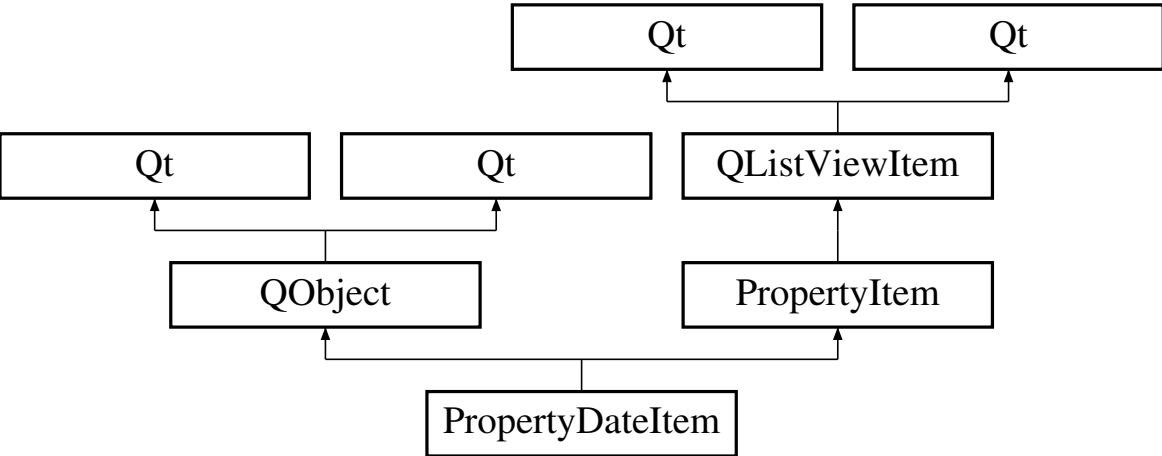 Qt
Qt
Qt
Qt
QListViewItem
QObject
PropertyItem
PropertyDateItem